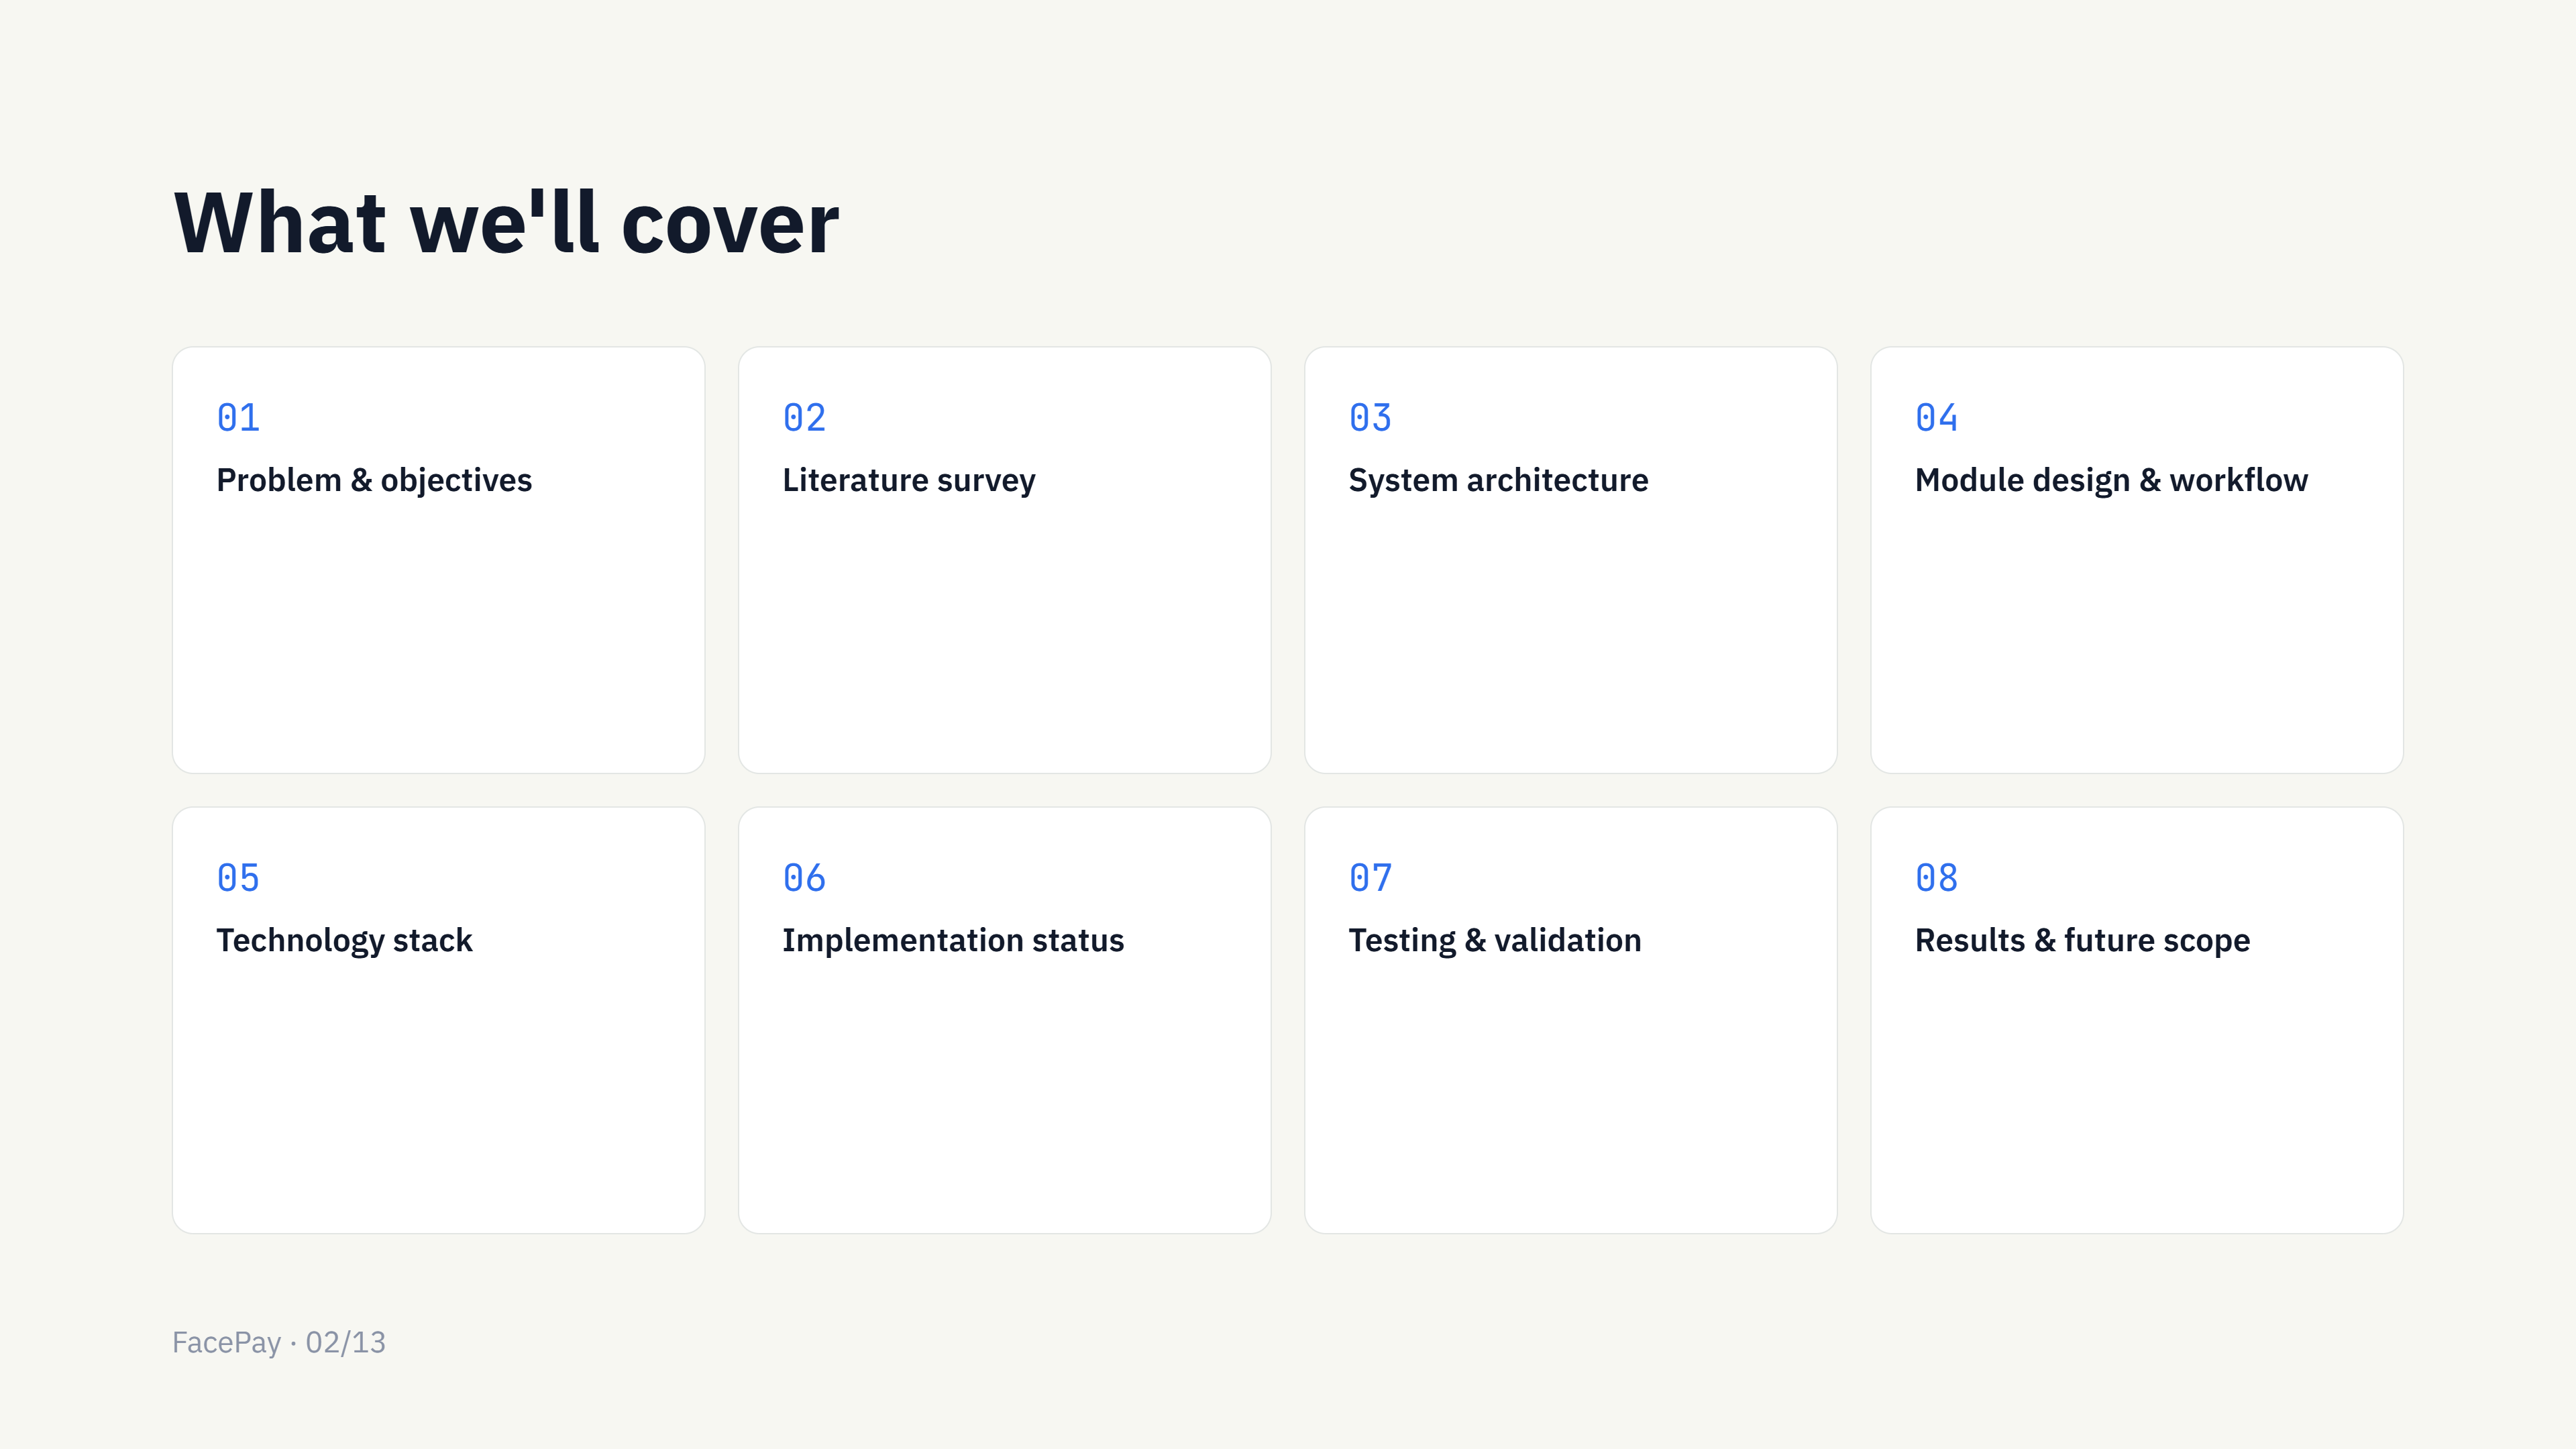 What we'll cover
01
Problem & objectives
02
Literature survey
03
System architecture
04
Module design & workflow
05
Technology stack
06
Implementation status
07
Testing & validation
08
Results & future scope
FacePay · 02/13